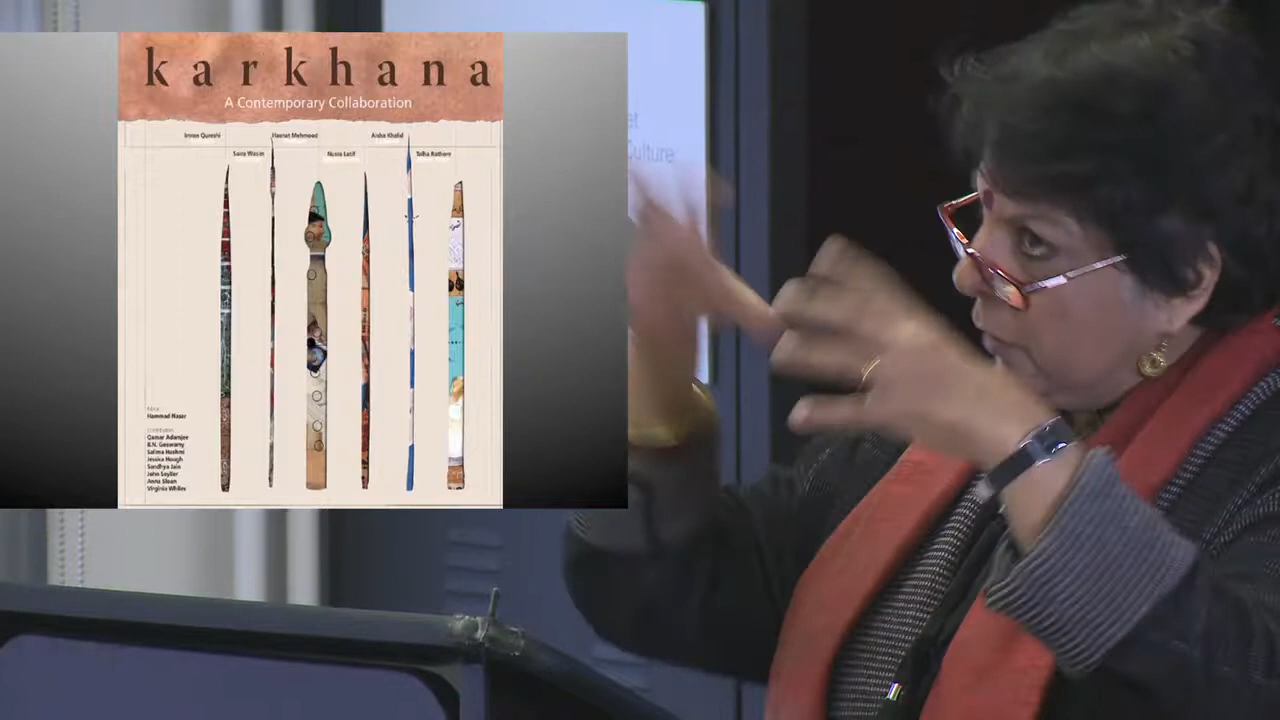 karkhana
A Contemporary Collaboration
Imran Qureshi
Hasnat Mehmood
Aisha Khalid
Saira Wasim
Nusra Latif
Talha Rathore
Hammad Nasar
Qamar Adamjee
B.N. Goswamy
Salima Hashmi
Jessica Hough
Sandhya Jain
John Seyller
Anna Sloan
Virginia Whiles
Culture